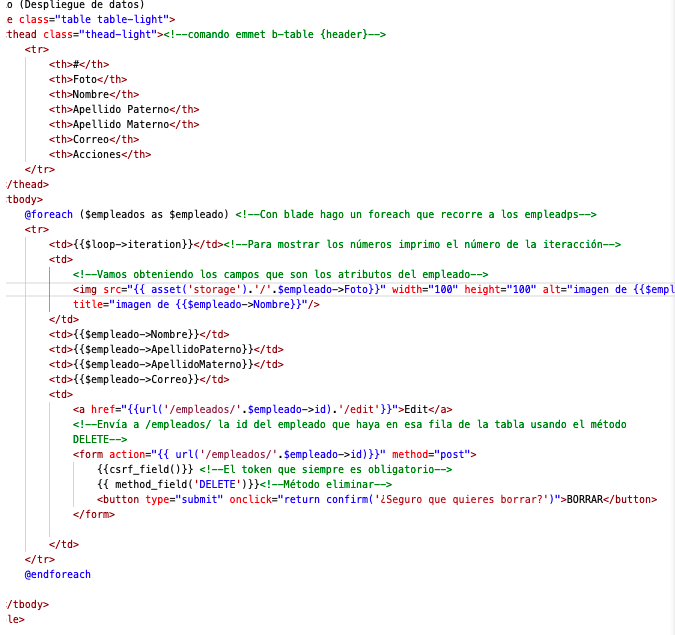 o (Despliegue de datos)
e class="table table-light">
thead class="thead-light"><!--comando emmet b-table {header}-->
<tr>
<th>#</th>
<th>Foto</th>
<th>Nombre</th>
<th>Apellido Paterno</th>
<th>Apellido Materno</th>
<th>Correo</th>
<th>Acciones</th>
</tr>
/thead>
tbody>
@foreach ($empleados as $empleado) <!--Con blade hago un foreach que recorre a los empleadps-->
<tr>
<td>{{$loop->iteration}}</td><!--Para mostrar los números imprimo el número de la iteracción-->
<td>
<!--Vamos obteniendo los campos que son los atributos del empleado-->
<img src="{{ asset('storage').'/'.$empleado->Foto}}" width="100" height="100" alt="imagen de {{$empl
title="imagen de {{$empleado->Nombre}}"/>
</td>
<td>{{$empleado->Nombre}}</td>
<td>{{$empleado->ApellidoPaterno}}</td>
<td>{{$empleado->ApellidoMaterno}}</td>
<td>{{$empleado->Correo}}</td>
<td>
<a href="{{url('/empleados/'.$empleado->id).'/edit'}}">Edit</a>
<!--Envía a /empleados/ la id del empleado que haya en esa fila de la tabla usando el método
DELETE-->
<form action="{{ url('/empleados/'.$empleado->id)}}" method="post">
{{csrf_field()}} <!--El token que siempre es obligatorio-->
{{ method_field('DELETE')}}<!--Método eliminar-->
<button type="submit" onclick="return confirm('¿Seguro que quieres borrar?')">BORRAR</button>
</form>
</td>
</tr>
@endforeach
/tbody>
le>